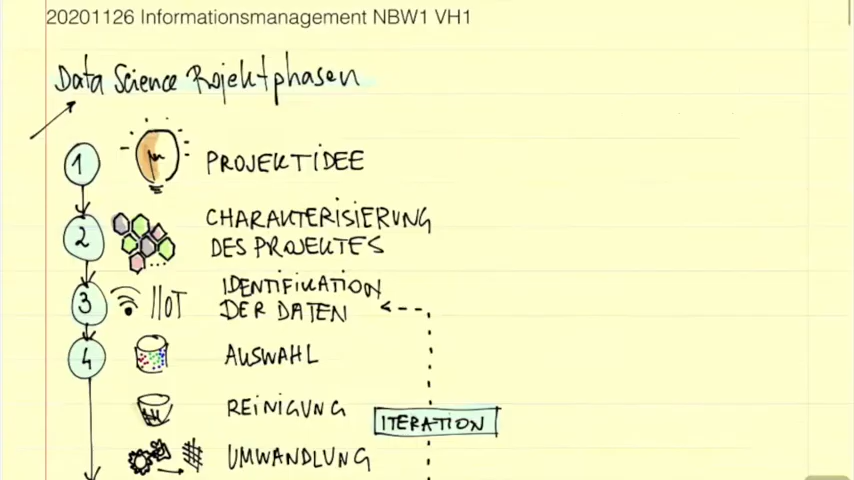 20201126 Informationsmanagement NBW1 VH1
Data Science Projektphasen
1 PROJEKTIDEE
2 CHARAKTERISIERUNG
DES PROJEKTES
3 IIOT IDENTIFIKATION
DER DATEN
4 AUSWAHL
REINIGUNG
ITERATION
UMWANDLUNG